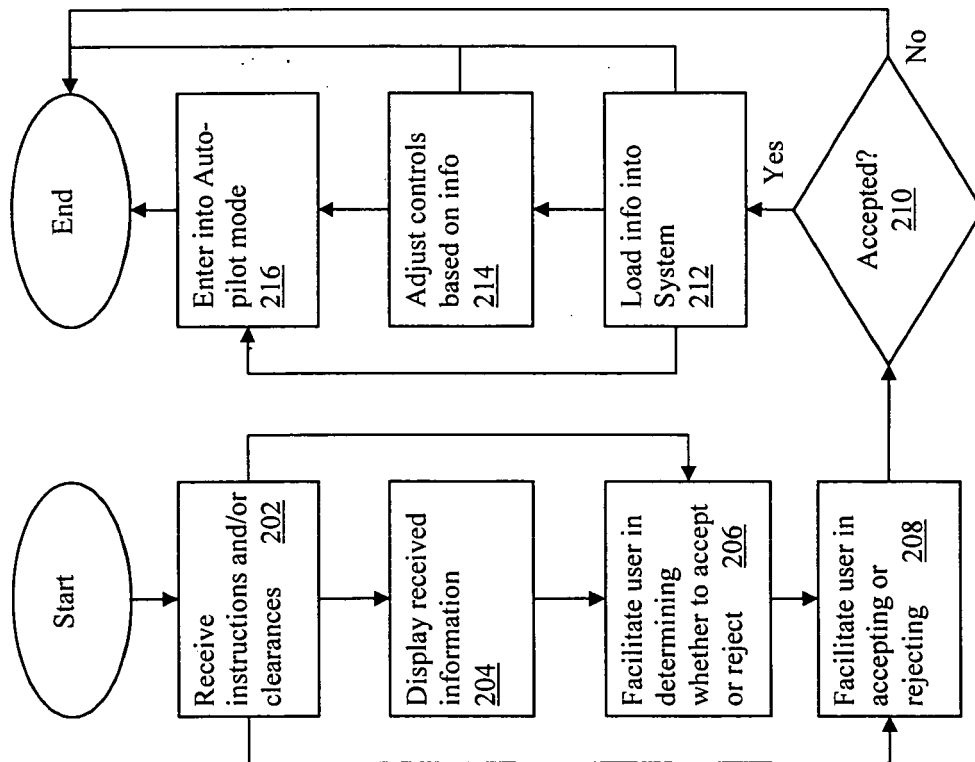 Start
Receive
instructions and/or
clearances 202
Display received
information
204
Facilitate user in
determining
whether to accept
or reject 206
Facilitate user in
accepting or
rejecting 208
Accepted?
210
Yes
No
Load info into
System
212
Adjust controls
based on info
214
Enter into Auto-
pilot mode
216
End